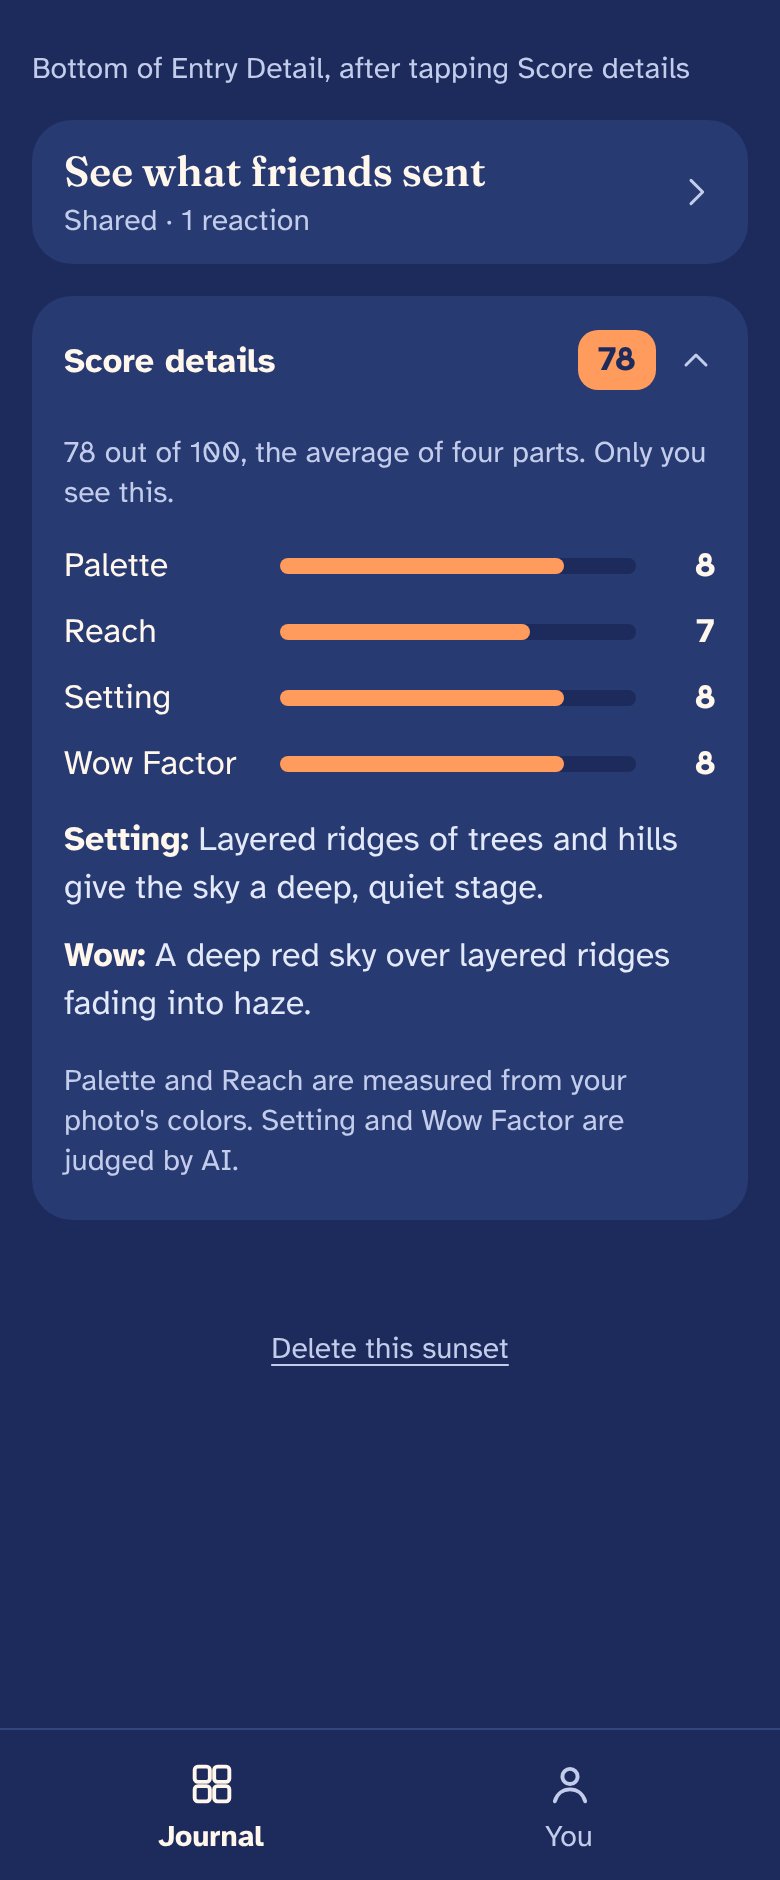 Bottom of Entry Detail, after tapping Score details
See what friends sent
Shared · 1 reaction
Score details
78
78 out of 100, the average of four parts. Only you
see this.
Palette 8
Reach 7
Setting 8
Wow Factor 8
Setting: Layered ridges of trees and hills
give the sky a deep, quiet stage.
Wow: A deep red sky over layered ridges
fading into haze.
Palette and Reach are measured from your
photo's colors. Setting and Wow Factor are
judged by AI.
Delete this sunset
Journal
You